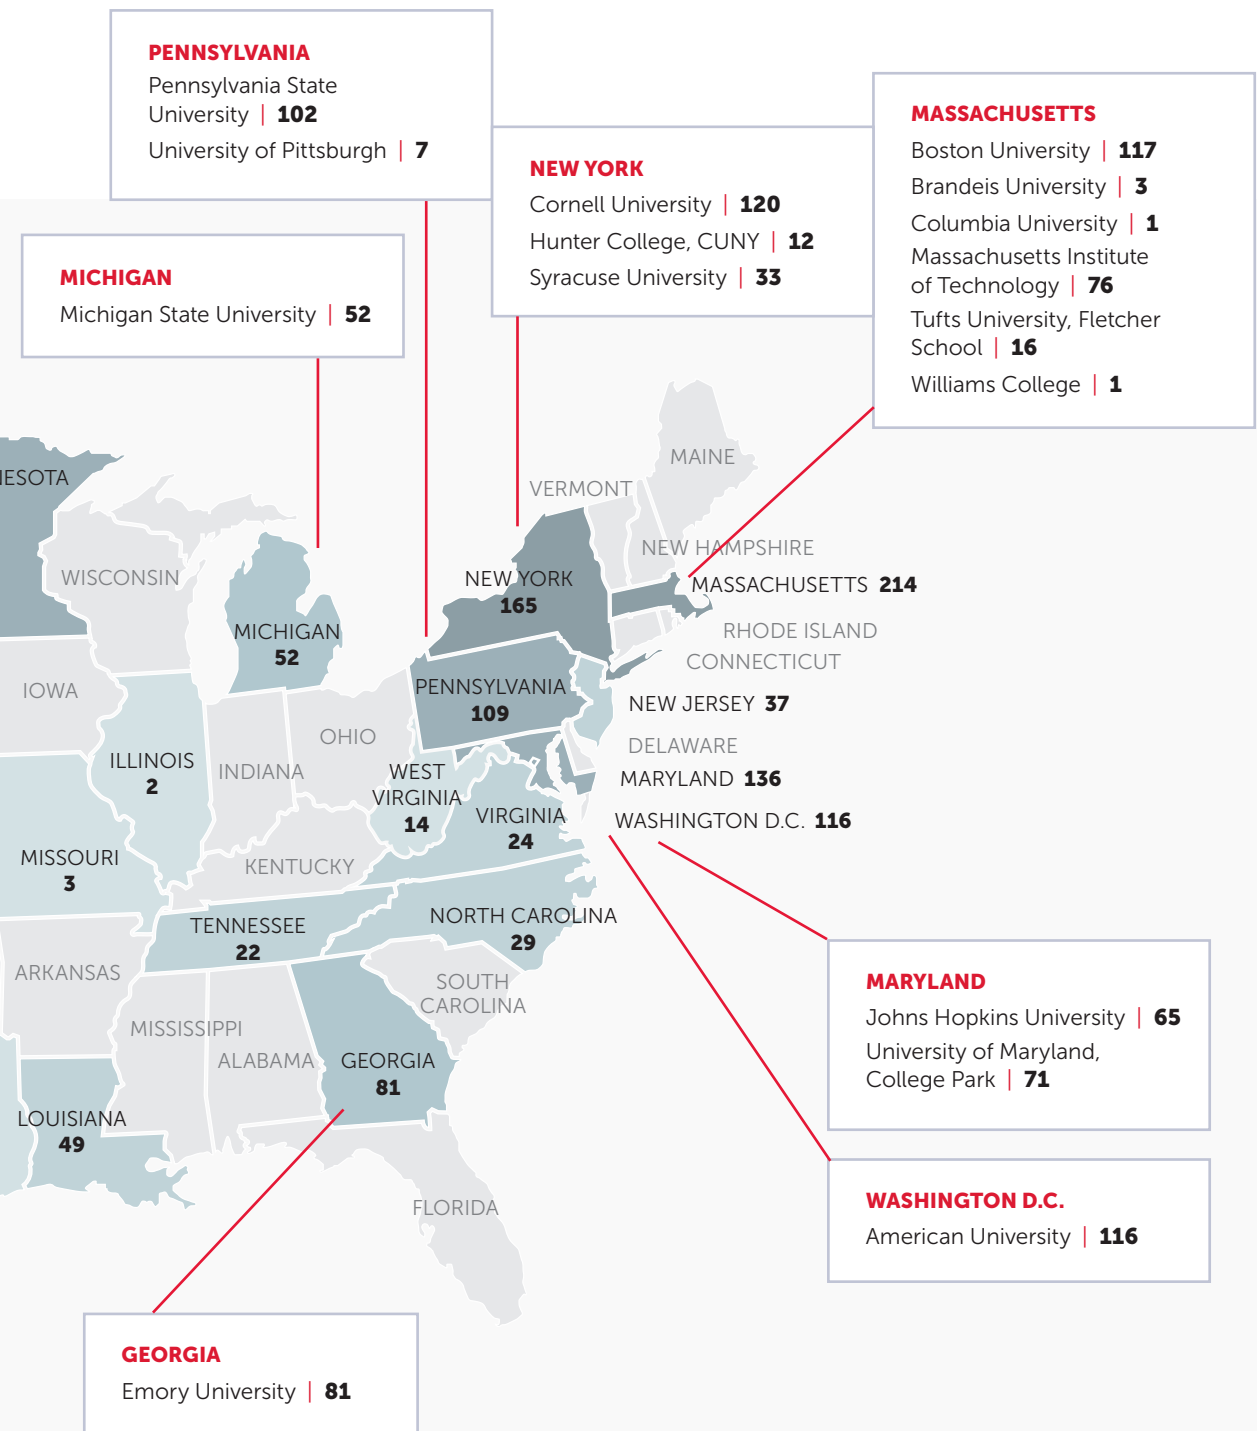 PENNSYLVANIA
Pennsylvania State
University | 102
University of Pittsburgh | 7
NEW YORK
Cornell University | 120
Hunter College, CUNY | 12
Syracuse University | 33
MASSACHUSETTS
Boston University | 117
Brandeis University | 3
Columbia University | 1
Massachusetts Institute
of Technology | 76
Tufts University, Fletcher
School | 16
Williams College | 1
MICHIGAN
Michigan State University | 52
MAINE
NESOTA
VERMONT
NEW HAMPSHIRE
WISCONSIN
NEW YORK
165
MASSACHUSETTS 214
MICHIGAN
52
RHODE ISLAND
CONNECTICUT
IOWA
PENNSYLVANIA
109
NEW JERSEY 37
OHIO
DELAWARE
ILLINOIS
2
INDIANA
WEST
VIRGINIA
14
MARYLAND 136
VIRGINIA
24
WASHINGTON D.C. 116
MISSOURI
3
KENTUCKY
TENNESSEE
22
NORTH CAROLINA
29
ARKANSAS
SOUTH
CAROLINA
MISSISSIPPI
ALABAMA
GEORGIA
81
LOUISIANA
49
FLORIDA
MARYLAND
Johns Hopkins University | 65
University of Maryland,
College Park | 71
WASHINGTON D.C.
American University | 116
GEORGIA
Emory University | 81